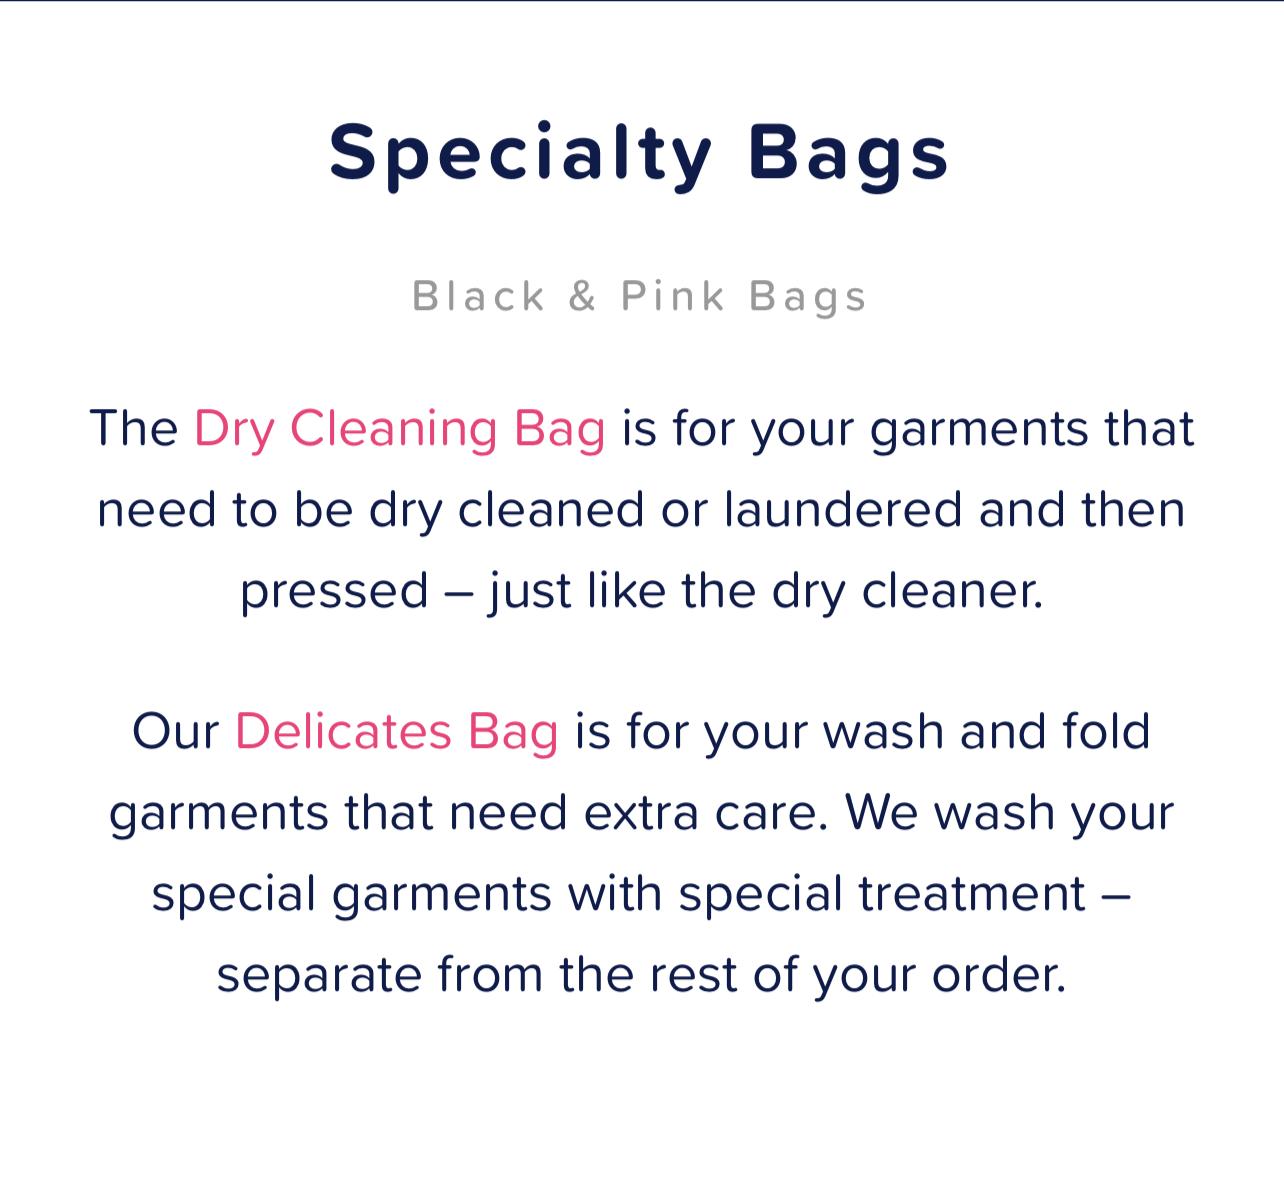 Specialty Bags
Black & Pink Bags
The Dry Cleaning Bag is for your garments that
need to be dry cleaned or laundered and then
pressed – just like the dry cleaner.
Our Delicates Bag is for your wash and fold
garments that need extra care. We wash your
special garments with special treatment –
separate from the rest of your order.